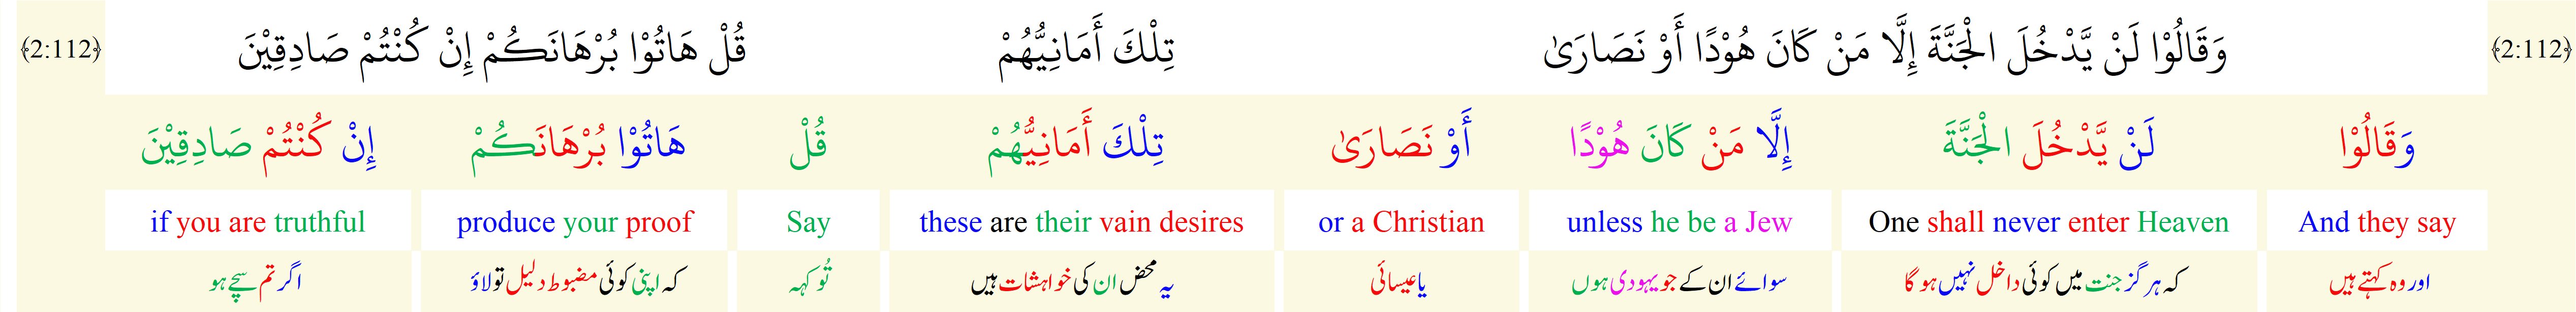 ﴿2:112﴾ وَقَالُوْا لَنْ يَّدْخُلَ الْجَنَّةَ إِلَّا مَنْ كَانَ هُوْدًا أَوْ نَصَارَىٰ تِلْكَ أَمَانِيُّهُمْ قُلْ هَاتُوْا بُرْهَانَكُمْ إِنْ كُنْتُمْ صَادِقِيْنَ ﴿2:112﴾
وَقَالُوْا لَنْ يَّدْخُلَ الْجَنَّةَ إِلَّا مَنْ كَانَ هُوْدًا أَوْ نَصَارَىٰ تِلْكَ أَمَانِيُّهُمْ قُلْ هَاتُوْا بُرْهَانَكُمْ إِنْ كُنْتُمْ صَادِقِيْنَ
And they say One shall never enter Heaven unless he be a Jew or a Christian these are their vain desires Say produce your proof if you are truthful
اور وہ کہتے ہیں کہ ہرگز جنت میں کوئی داخل نہیں ہو گا سوائے ان کے جو یہودی ہوں یا عیسائی یہ محض ان کی خواہشات ہیں تُو کہہ کہ اپنی کوئی مضبوط دلیل تو لاؤ اگر تم سچے ہو